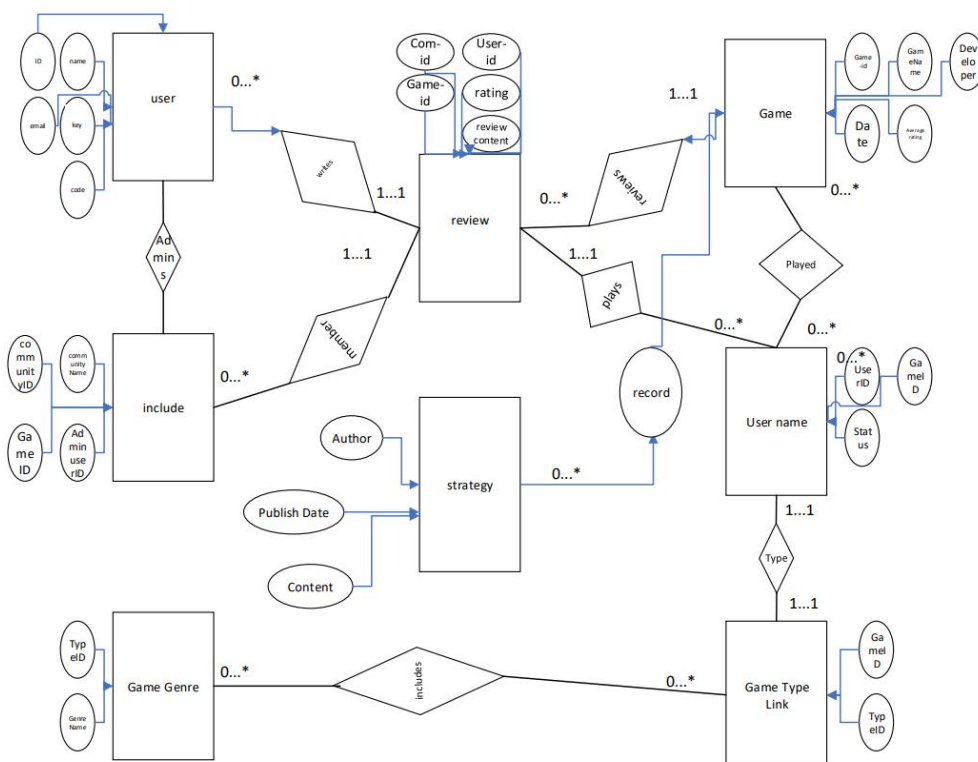 ID
name
user
email
key
code
0...*
writes
1...1
Com-
id
User-
id
Game-
id
rating
review
content
review
1...1
0...*
reviews
1...1
Game
Game
-id
Ga
meNa
me
Dev
elo
per
Da
te
Average
rating
0...*
Played
0...*
Ad
min
s
member
0...*
1...1
plays
0...*
co
mm
unit
yID
comm
unity
Name
include
Ga
me
ID
Ad
min
use
rID
record
0...*
Use
rID
Ga
meI
D
User name
Stat
us
Author
strategy
0...*
Publish Date
Content
1...1
Type
1...1
Typ
eID
Game Genre
Genre
Name
0...*
includes
0...*
Game Type
Link
Ga
meI
D
Typ
eID